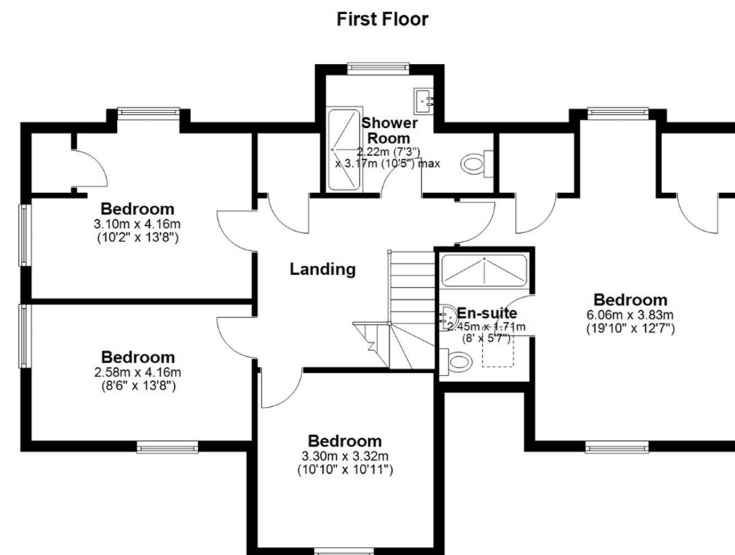 First Floor
Shower
Room
2.22m (7'3")
x 3.17m (10'5") max
Bedroom
3.10m x 4.16m
(10'2" x 13'8")
Landing
Bedroom
6.06m x 3.83m
(19'10" x 12'7")
En-suite
2.45m x 1.71m
(8' x 5'7")
Bedroom
2.58m x 4.16m
(8'6" x 13'8")
Bedroom
3.30m x 3.32m
(10'10" x 10'11")